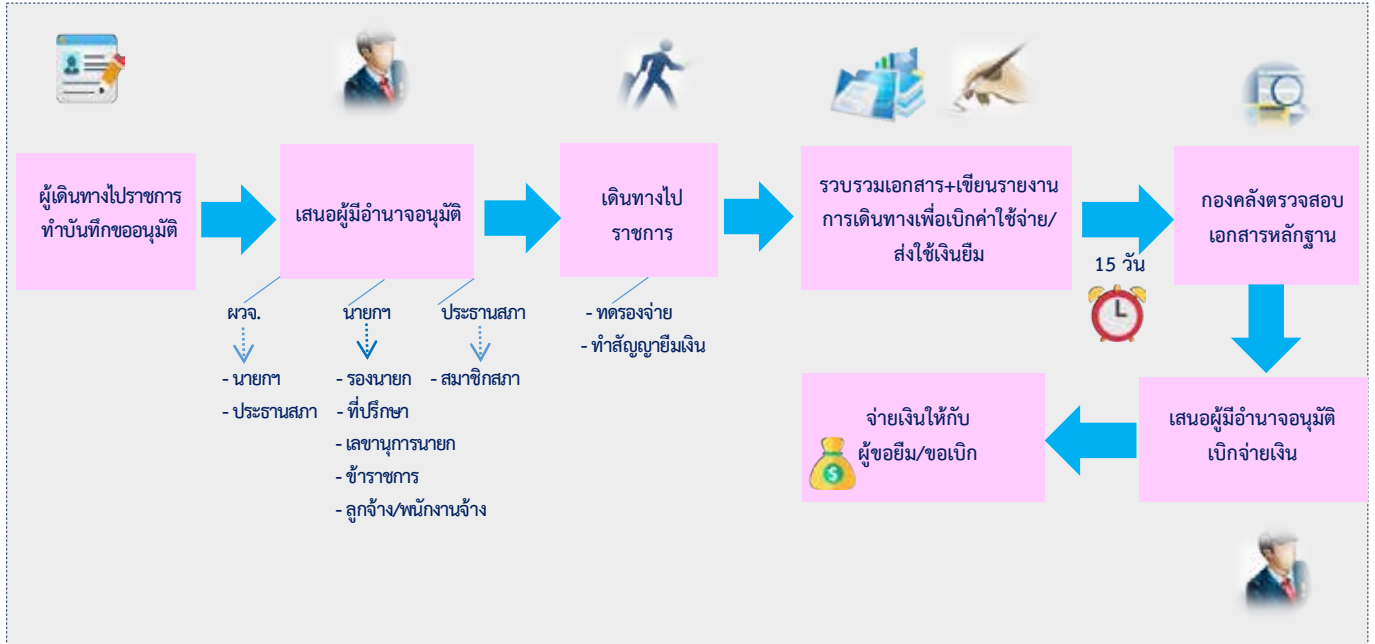 ผู้เดินทางไปราชการ
ทำบันทึกขออนุมัติ
เสนอผู้มีอำนาจอนุมัติ
เดินทางไป
ราชการ
รวบรวมเอกสาร+เขียนรายงาน
การเดินทางเพื่อเบิกค่าใช้จ่าย/
ส่งใช้เงินยืม
15 วัน
กองคลังตรวจสอบ
เอกสารหลักฐาน
ผวจ.
- นายกฯ
- ประธานสภา
นายกฯ
- รองนายก
- ที่ปรึกษา
- เลขานุการนายก
- ข้าราชการ
- ลูกจ้าง/พนักงานจ้าง
ประธานสภา
- สมาชิกสภา
- ทดรองจ่าย
- ทำสัญญายืมเงิน
เสนอผู้มีอำนาจอนุมัติ
เบิกจ่ายเงิน
จ่ายเงินให้กับ
ผู้ขอยืม/ขอเบิก